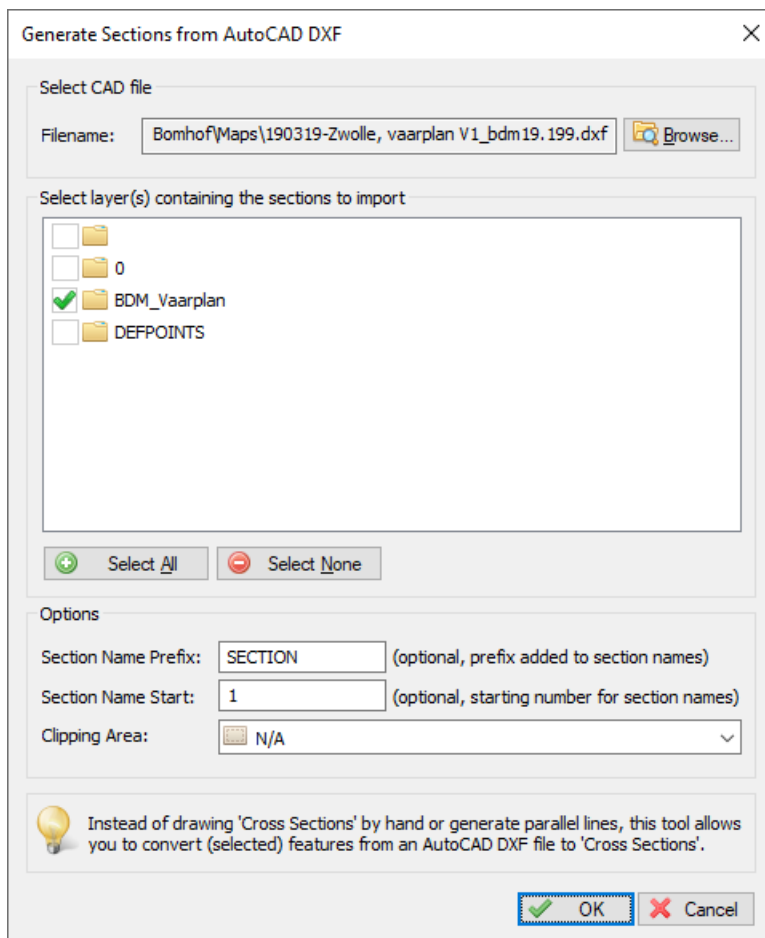 Generate Sections from AutoCAD DXF
Select CAD file
Filename: Bomhof\Maps\190319-Zwolle, vaarplan V1_bdm19.199.dxf Browse...
Select layer(s) containing the sections to import
0
BDM_Vaarplan
DEFPOINTS
Select All Select None
Options
Section Name Prefix: SECTION (optional, prefix added to section names)
Section Name Start: 1 (optional, starting number for section names)
Clipping Area: N/A
Instead of drawing 'Cross Sections' by hand or generate parallel lines, this tool allows
you to convert (selected) features from an AutoCAD DXF file to 'Cross Sections'.
OK Cancel